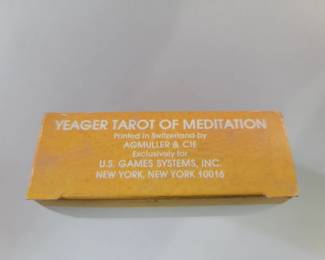 YEAGER TAROT OF MEDITATION
Printed in Switzerland by
AGMULLER & CIE
Exclusively for
U.S. GAMES SYSTEMS, INC.
NEW YORK, NEW YORK 10016